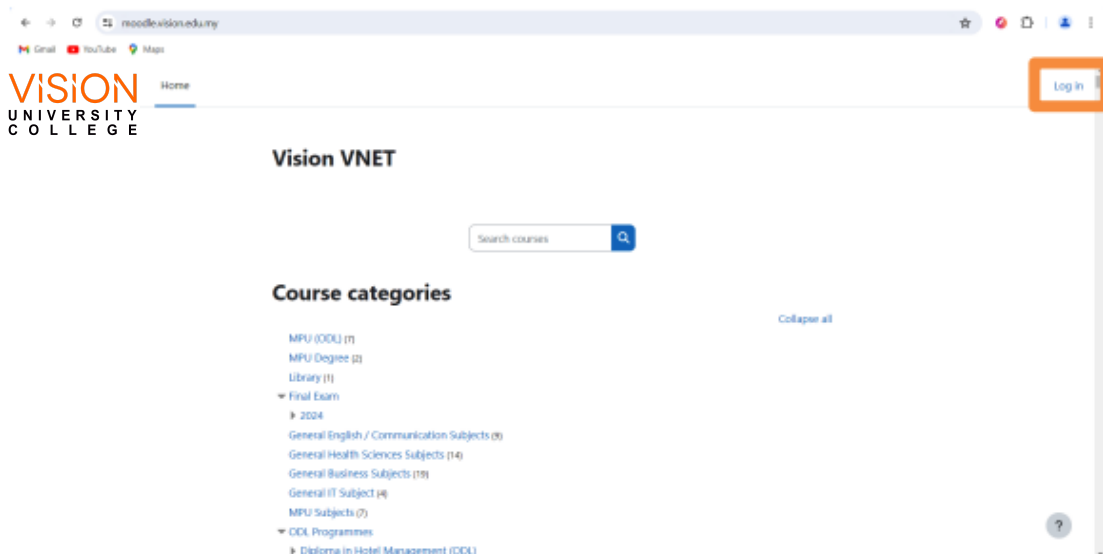 moodle.vision.edu.my
Gmail YouTube Maps
VISION
UNIVERSITY
COLLEGE
Home
Log in
Vision VNET
Search courses
Course categories
Collapse all
MPU (ODL) (7)
MPU Degree (2)
Library (1)
Final Exam
2024
General English / Communication Subjects (9)
General Health Sciences Subjects (14)
General Business Subjects (19)
General IT Subject (4)
MPU Subjects (7)
ODL Programmes
Diploma in Hotel Management (ODL)
?